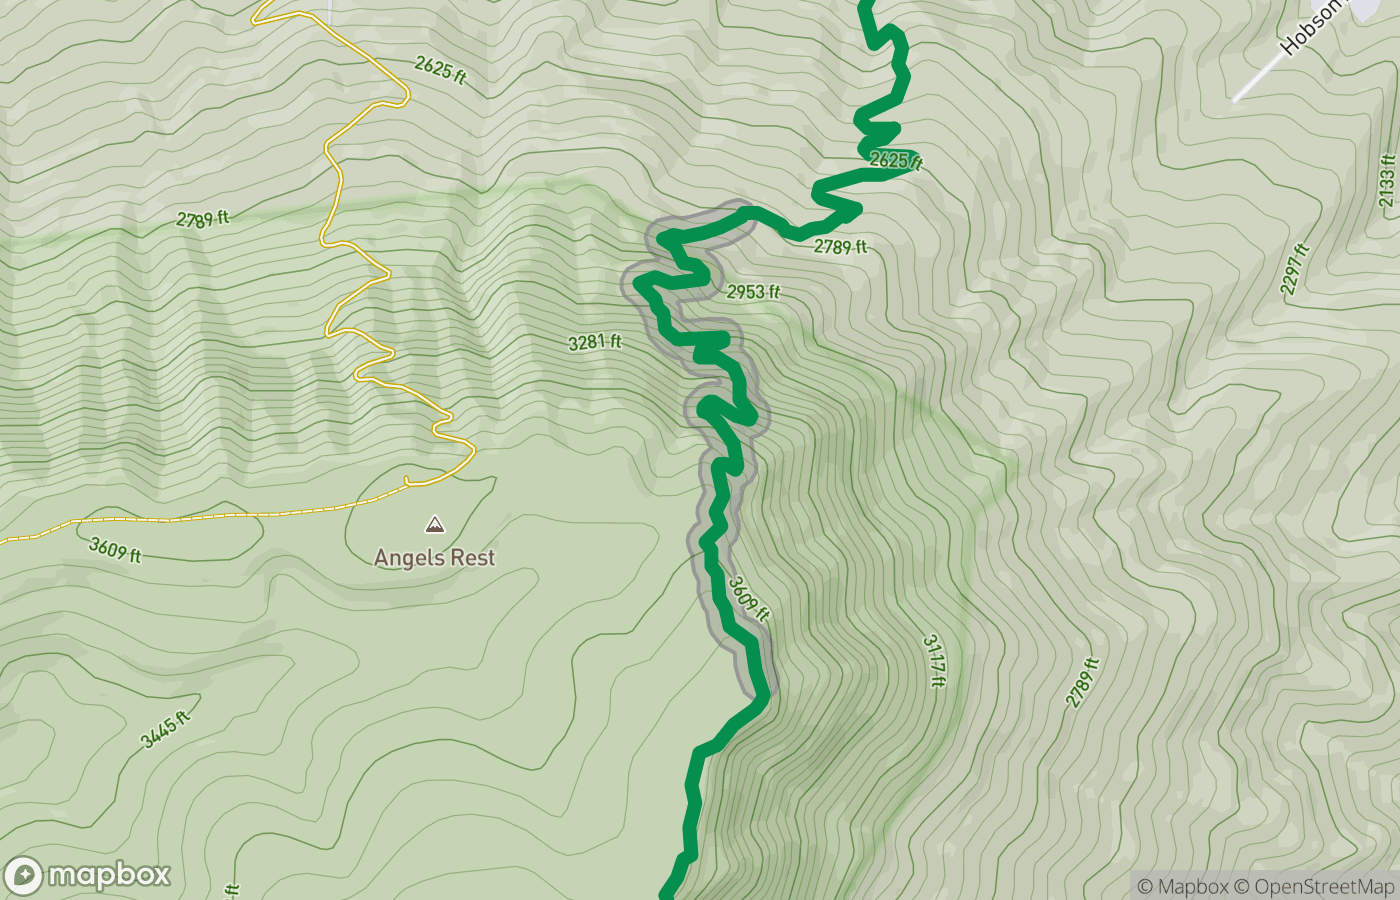 Hobson
2625 ft
2625 ft
2133 ft
2789 ft
2789 ft
2297 ft
2953 ft
3281 ft
Angels Rest
3609 ft
3609 ft
3117 ft
2789 ft
3445 ft
ft
mapbox
© Mapbox © OpenStreetMap